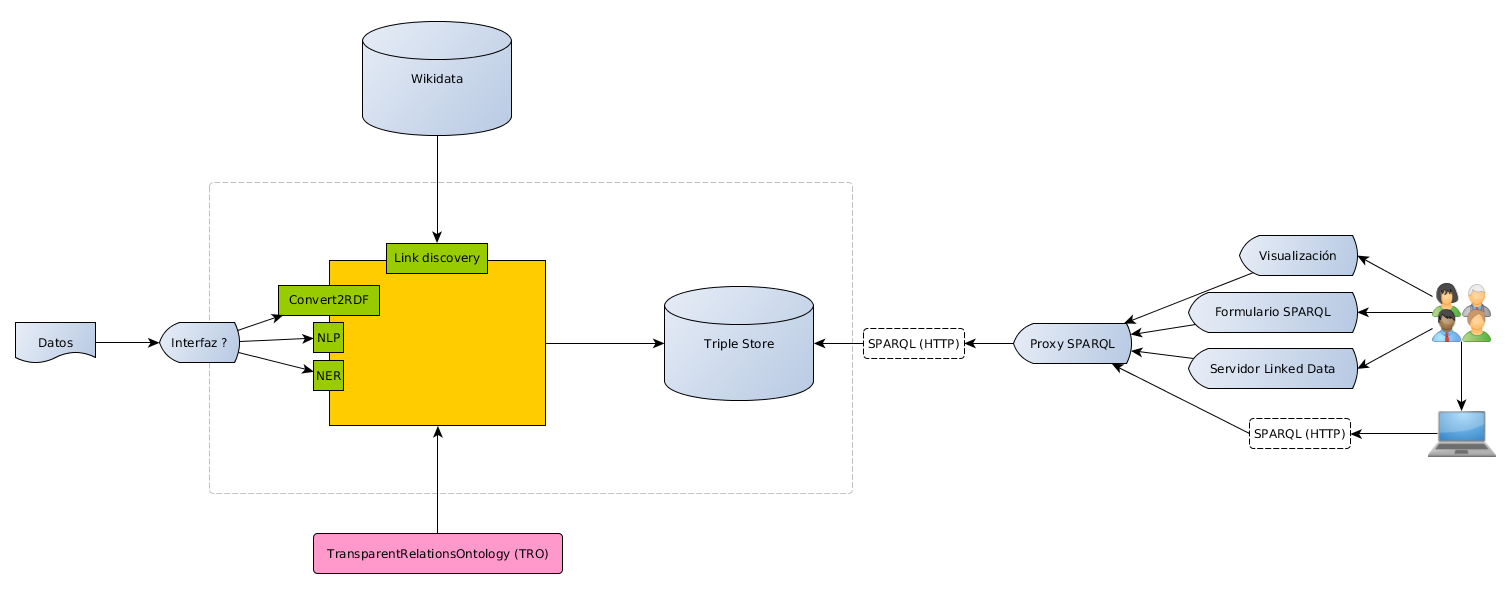 Wikidata
Link discovery
Convert2RDF
Datos
Interfaz ?
NLP
NER
Triple Store
SPARQL (HTTP)
Proxy SPARQL
Visualización
Formulario SPARQL
Servidor Linked Data
SPARQL (HTTP)
TransparentRelationsOntology (TRO)